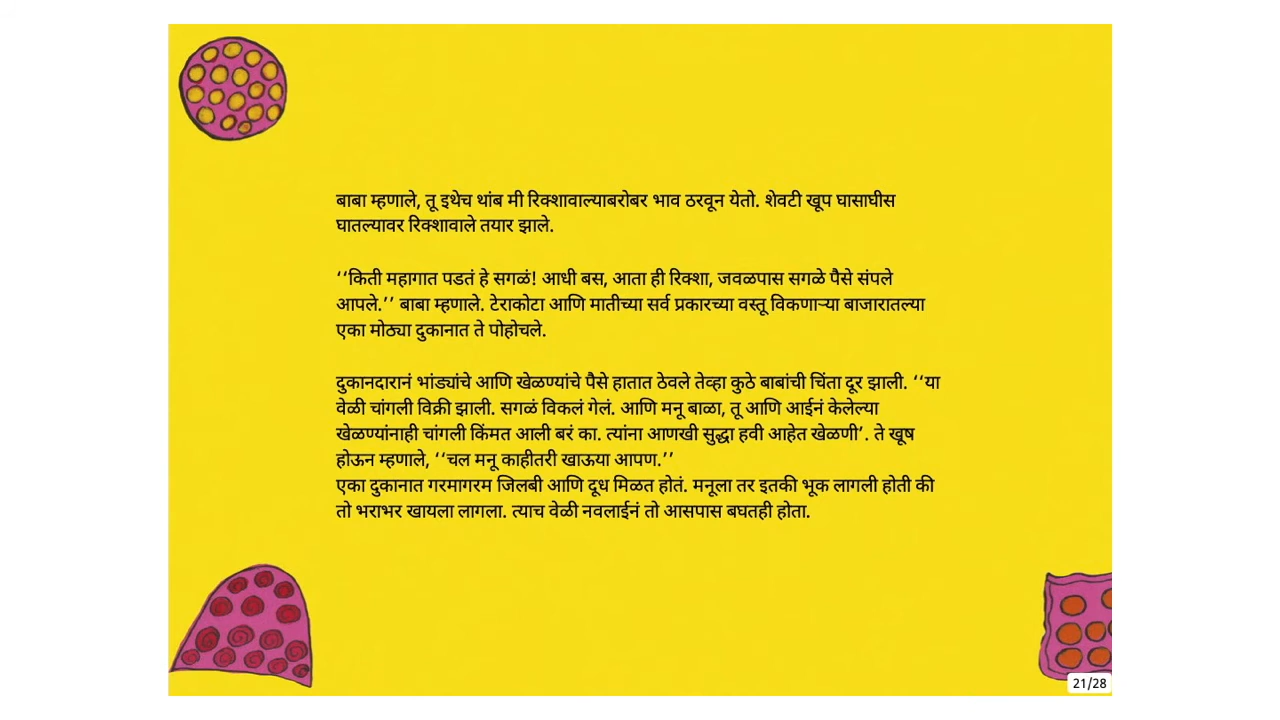 बाबा म्हणाले, तू इथेच थांब मी रिक्शावाल्याबरोबर भाव ठरवून येतो. शेवटी खूप घासाघीस
घातल्यावर रिक्शावाले तयार झाले.
‘‘किती महागात पडतं हे सगळं! आधी बस, आता ही रिक्शा, जवळपास सगळे पैसे संपले
आपले.’’ बाबा म्हणाले. टेराकोटा आणि मातीच्या सर्व प्रकारच्या वस्तू विकणाऱ्या बाजारातल्या
एका मोठ्या दुकानात ते पोहोचले.
दुकानदारानं भांड्यांचे आणि खेळण्यांचे पैसे हातात ठेवले तेव्हा कुठे बाबांची चिंता दूर झाली. ‘‘या
वेळी चांगली विक्री झाली. सगळं विकलं गेलं. आणि मनू बाळा, तू आणि आईनं केलेल्या
खेळण्यांनाही चांगली किंमत आली बरं का. त्यांना आणखी सुद्धा हवी आहेत खेळणी’. ते खूष
होऊन म्हणाले, ‘‘चल मनू काहीतरी खाऊया आपण.’’
एका दुकानात गरमागरम जिलबी आणि दूध मिळत होतं. मनूला तर इतकी भूक लागली होती की
तो भराभर खायला लागला. त्याच वेळी नवलाईनं तो आसपास बघतही होता.
21/28